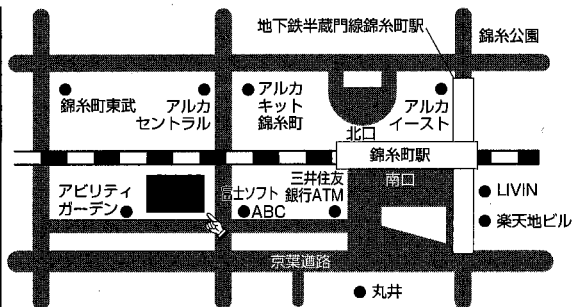 地下鉄半蔵門線錦糸町駅
錦糸公園
錦糸町東武
アルカ
セントラル
アルカ
キット
錦糸町
アルカ
イースト
北口
錦糸町駅
南口
アビリティ
ガーデン
士ソフト
ABC
三井住友
銀行ATM
LIVIN
楽天地ビル
京葉道路
丸井